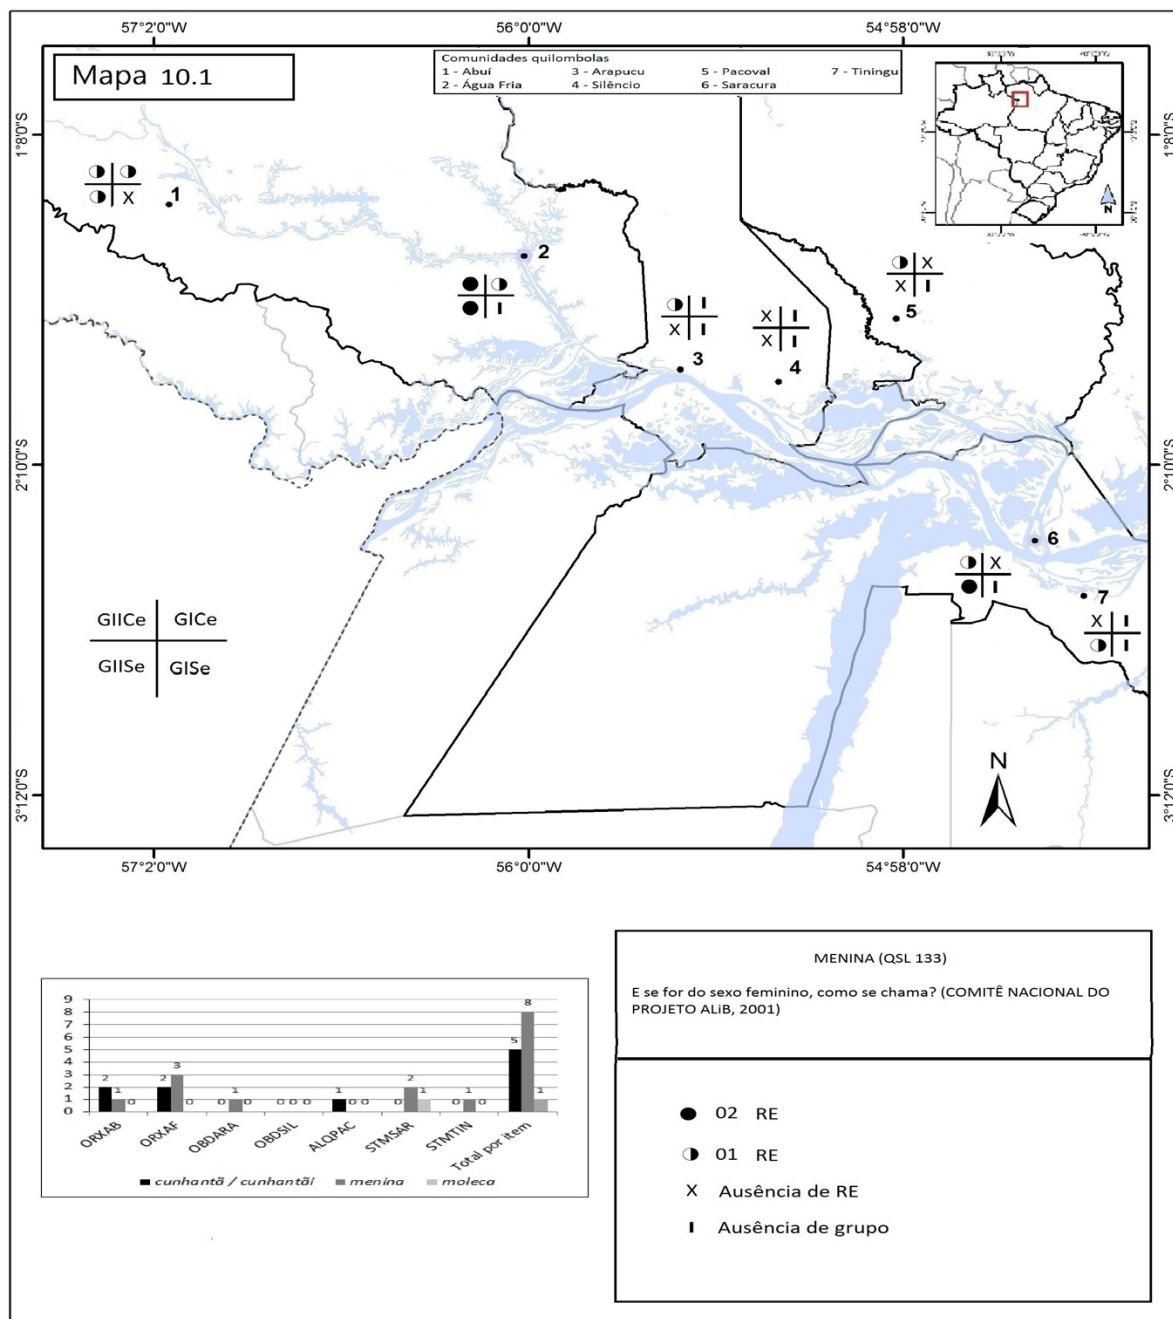 57°2'0"W 56°0'0"W 54°58'0"W
Mapa 10.1
Comunidades quilombolas
1 - Abuí 3 - Arapucu 5 - Pacoval 7 - Tiningu
2 - Água Fria 4 - Silêncio 6 - Saracura
1°8'0"S 1°8'0"S
N
X 1
2
I
X
5
X I
I
3
X I
X I
4
X I
2°10'0"S 2°10'0"S
6
X
I
7
X I
I
GIICe GICe
GIISe GISe
N
3°12'0"S 3°12'0"S
57°2'0"W 56°0'0"W 54°58'0"W
MENINA (QSL 133)
E se for do sexo feminino, como se chama? (COMITÊ NACIONAL DO
PROJETO ALiB, 2001)
9
8
7
6
5
4
3
2
1
0
2 1 0
2 3 0
0 1 0
0 0 0
1 0 0
0 2 1
0 1 0
5 8 1
ORXAB ORXAF OBDARA OBDSIL ALQPAC STMSAR STMTIN Total por item
cunhantã / cunhantãi menina moleca
02 RE
01 RE
X Ausência de RE
I Ausência de grupo